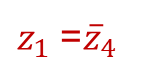 z₁ = z̄₄